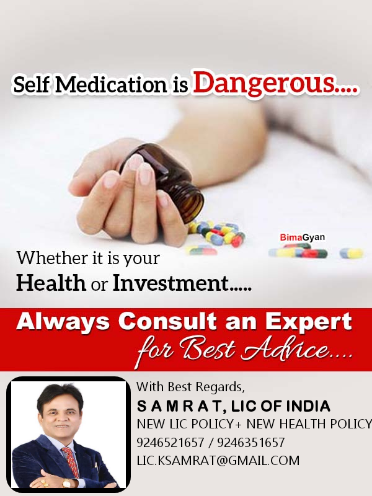 Self Medication is Dangerous....
BimaGyan
Whether it is your
Health or Investment.....
Always Consult an Expert
for Best Advice....
With Best Regards,
S A M R A T, LIC OF INDIA
NEW LIC POLICY+ NEW HEALTH POLICY
9246521657 / 9246351657
LIC.KSAMRAT@GMAIL.COM